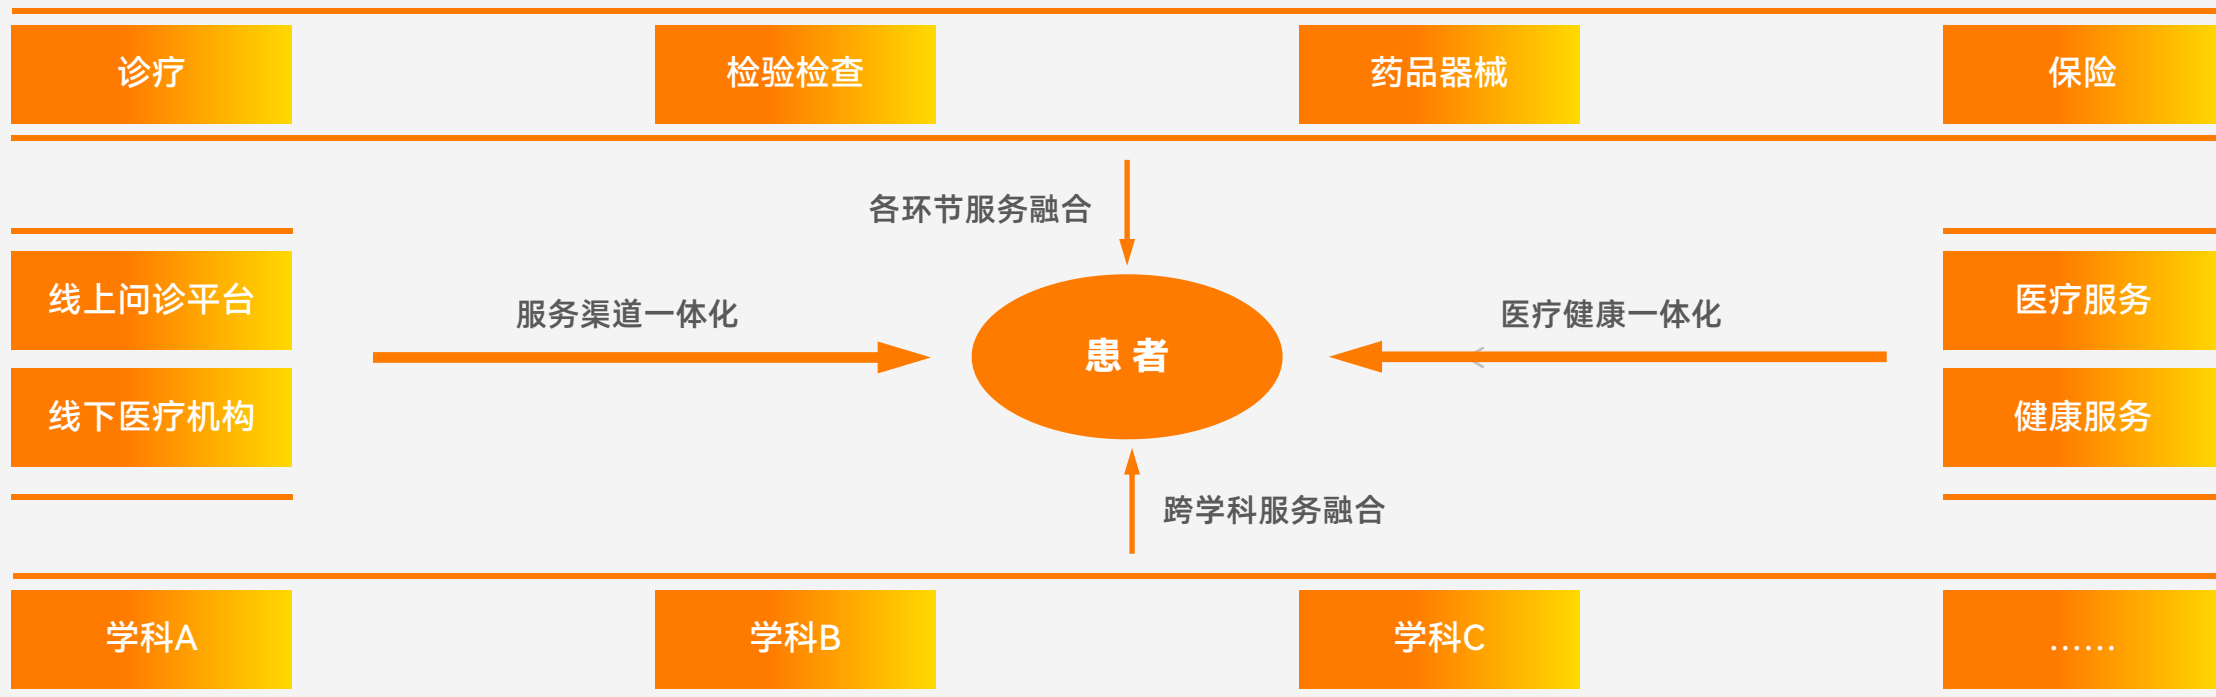 诊疗
检验检查
药品器械
保险
各环节服务融合
线上问诊平台
服务渠道一体化
医疗健康一体化
医疗服务
患者
线下医疗机构
健康服务
跨学科服务融合
学科A
学科B
学科C
……